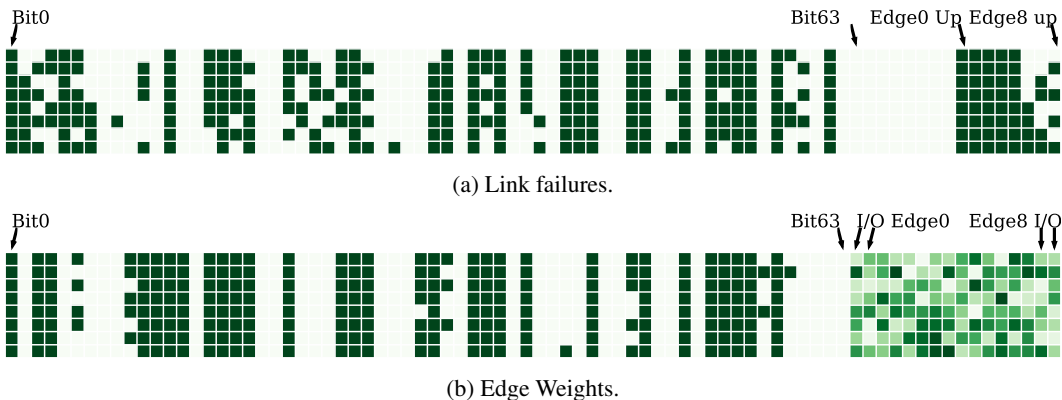 Bit0 Bit63 Edge0 Up Edge8 up
(a) Link failures.
Bit0 Bit63 I/O Edge0 Edge8 I/O
(b) Edge Weights.